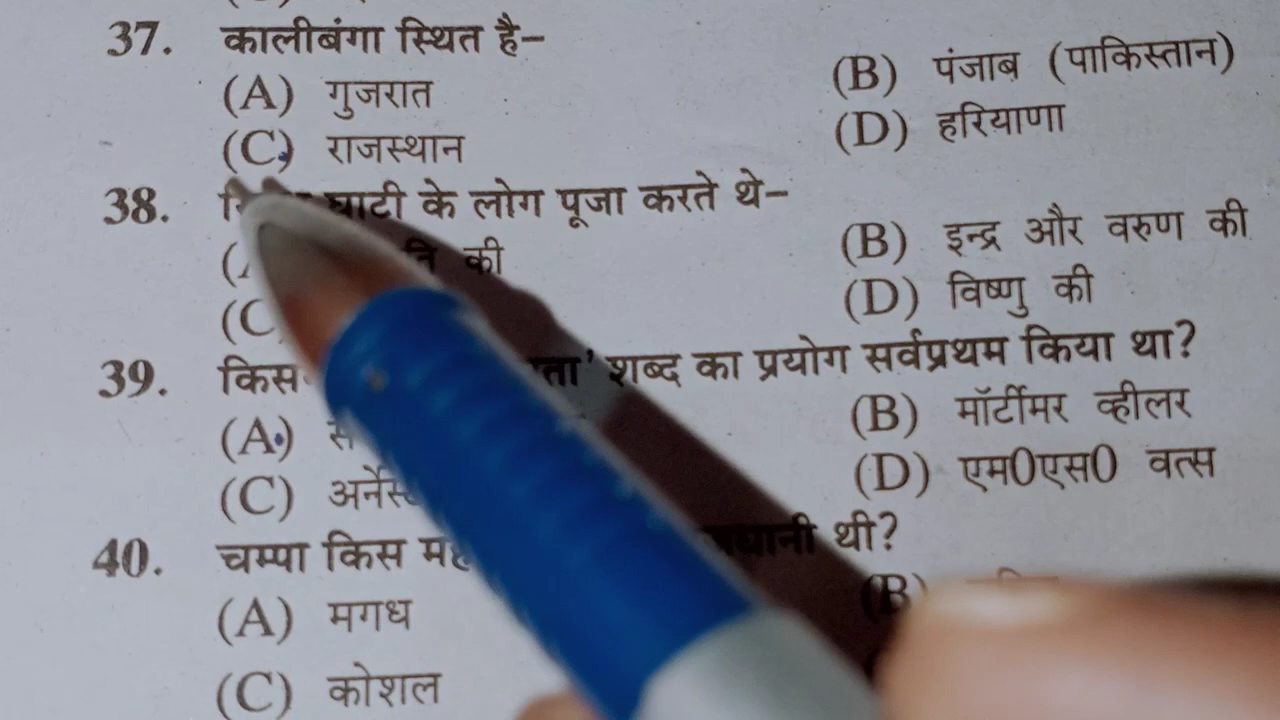 37. कालीबंगा स्थित है–
(A) गुजरात (B) पंजाब (पाकिस्तान)
(C) राजस्थान (D) हरियाणा
38. घाटी के लोग पूजा करते थे–
की (B) इन्द्र और वरुण की
(C (D) विष्णु की
39. किस शब्द का प्रयोग सर्वप्रथम किया था?
(A) (B) मॉर्टीमर व्हीलर
(C) (D) एम0एस0 वत्स
40. चम्पा किस थी?
(A) मगध (B)
(C) कोशल